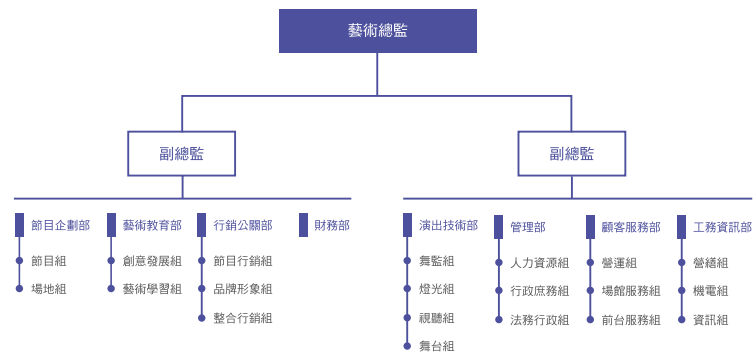 藝術總監
副總監
副總監
節目企劃部
節目組
場地組
藝術教育部
創意發展組
藝術學習組
行銷公關部
節目行銷組
品牌形象組
整合行銷組
財務部
演出技術部
舞監組
燈光組
視聽組
舞台組
管理部
人力資源組
行政庶務組
法務行政組
顧客服務部
營運組
場館服務組
前台服務組
工務資訊部
營繕組
機電組
資訊組